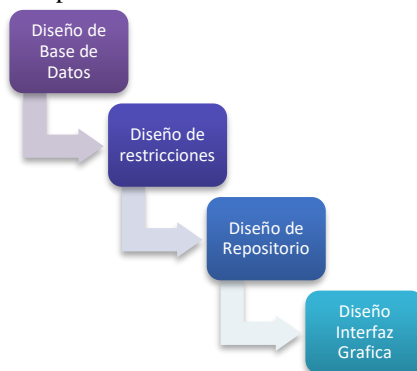 Diseño de
Base de
Datos
Diseño de
restricciones
Diseño de
Repositorio
Diseño
Interfaz
Grafica